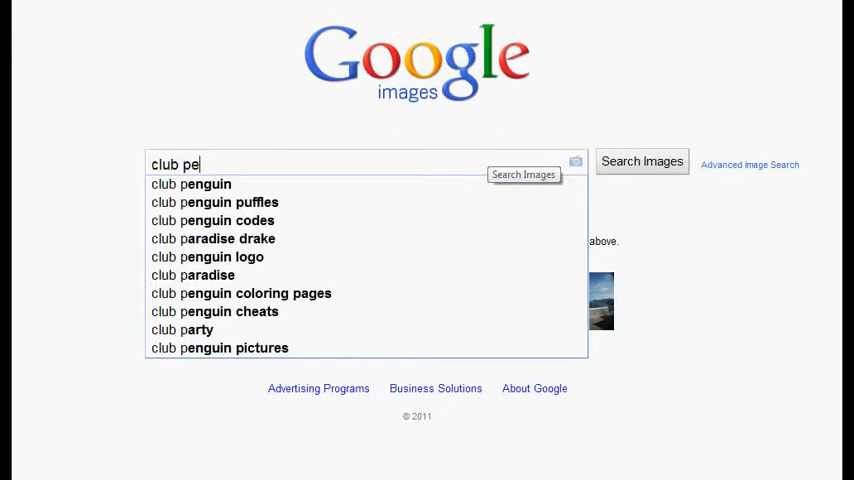 Google
images
club pe
Search Images
Search Images
Advanced Image Search
club penguin
club penguin puffles
club penguin codes
club paradise drake
above.
club penguin logo
club paradise
club penguin coloring pages
club penguin cheats
club party
club penguin pictures
Advertising Programs
Business Solutions
About Google
© 2011